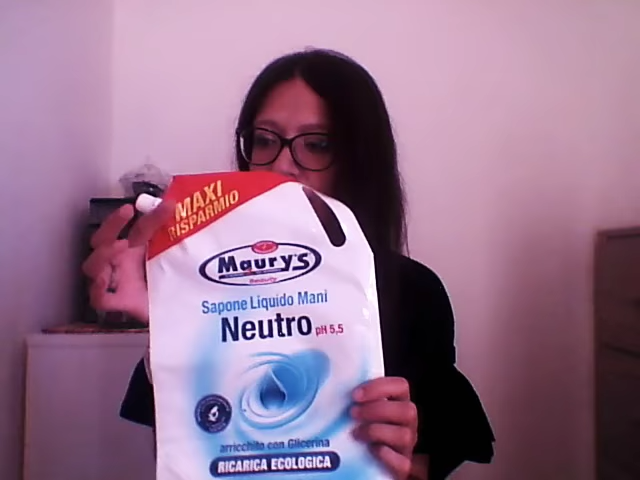 MAXI
RISPARMIO
Maury's
Beauty
Sapone Liquido Mani
Neutro pH 5,5
arricchito con Glicerina
RICARICA ECOLOGICA